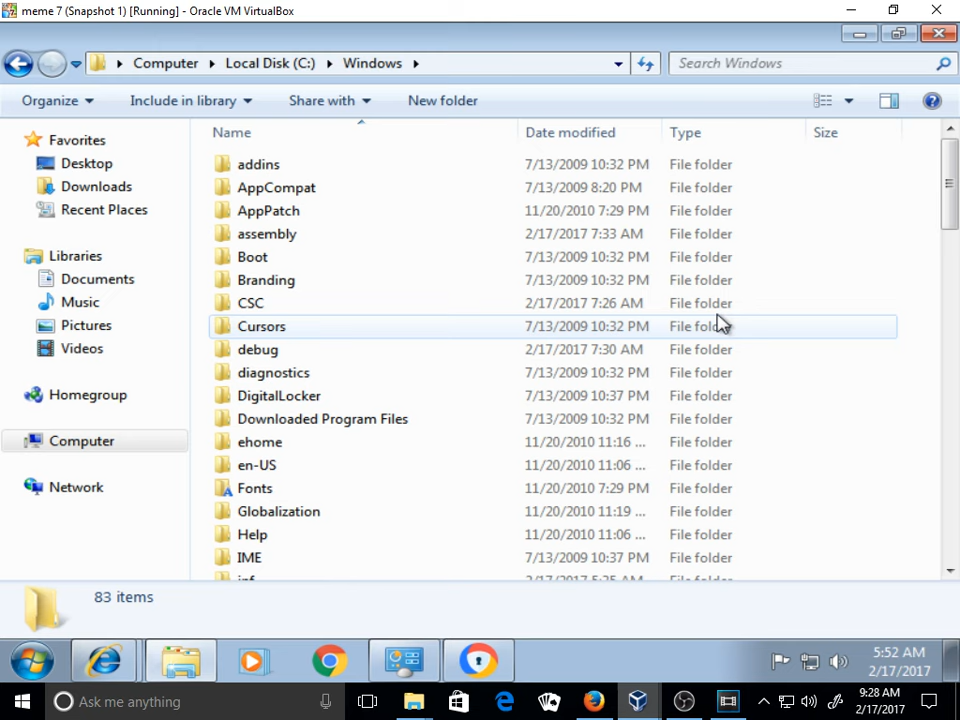 meme 7 (Snapshot 1) [Running] - Oracle VM VirtualBox
Computer Local Disk (C:) Windows
Search Windows
Organize Include in library Share with New folder
Name Date modified Type Size
Favorites
Desktop
Downloads
Recent Places
Libraries
Documents
Music
Pictures
Videos
Homegroup
Computer
Network
addins 7/13/2009 10:32 PM File folder
AppCompat 7/13/2009 8:20 PM File folder
AppPatch 11/20/2010 7:29 PM File folder
assembly 2/17/2017 7:33 AM File folder
Boot 7/13/2009 10:32 PM File folder
Branding 7/13/2009 10:32 PM File folder
CSC 2/17/2017 7:26 AM File folder
Cursors 7/13/2009 10:32 PM File folder
debug 2/17/2017 7:30 AM File folder
diagnostics 7/13/2009 10:32 PM File folder
DigitalLocker 7/13/2009 10:37 PM File folder
Downloaded Program Files 7/13/2009 10:32 PM File folder
ehome 11/20/2010 11:16 ... File folder
en-US 11/20/2010 11:06 ... File folder
Fonts 11/20/2010 7:29 PM File folder
Globalization 11/20/2010 11:19 ... File folder
Help 11/20/2010 11:06 ... File folder
IME 7/13/2009 10:37 PM File folder
83 items
5:52 AM
2/17/2017
Ask me anything
9:28 AM
2/17/2017